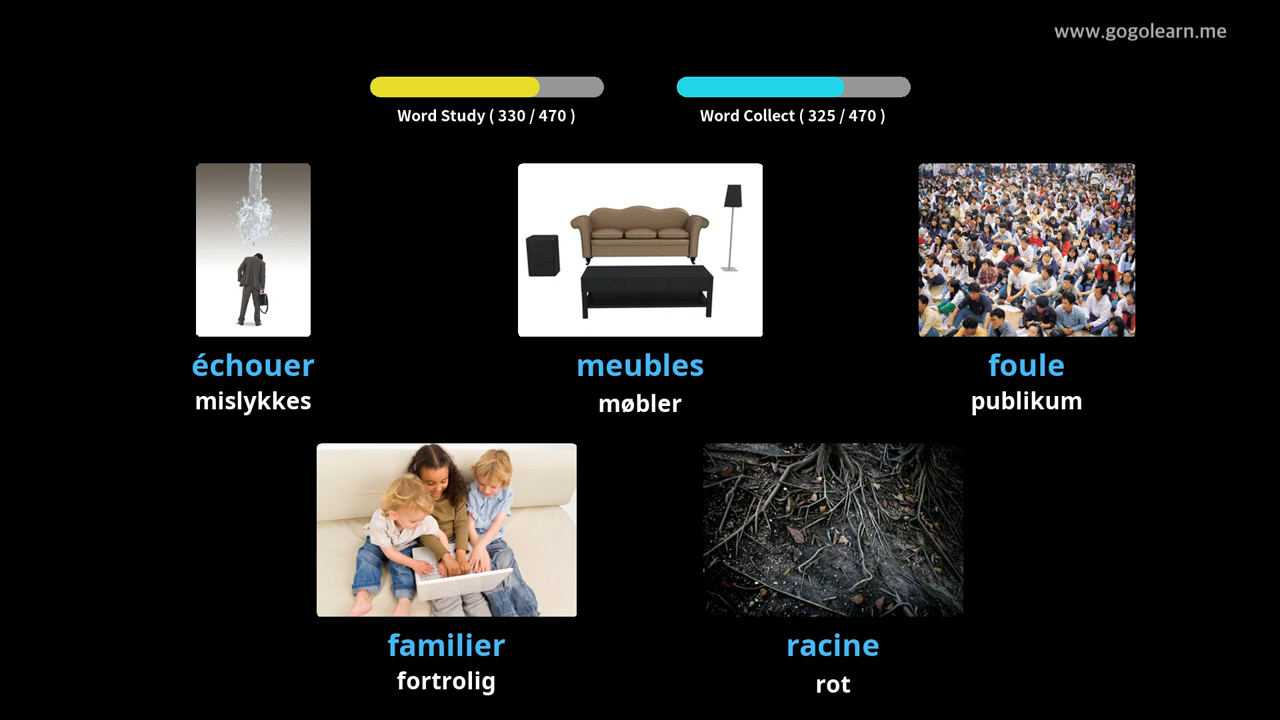 www.gogolearn.me
Word Study ( 330 / 470 )
Word Collect ( 325 / 470 )
échouer
mislykkes
meubles
møbler
foule
publikum
familier
fortrolig
racine
rot